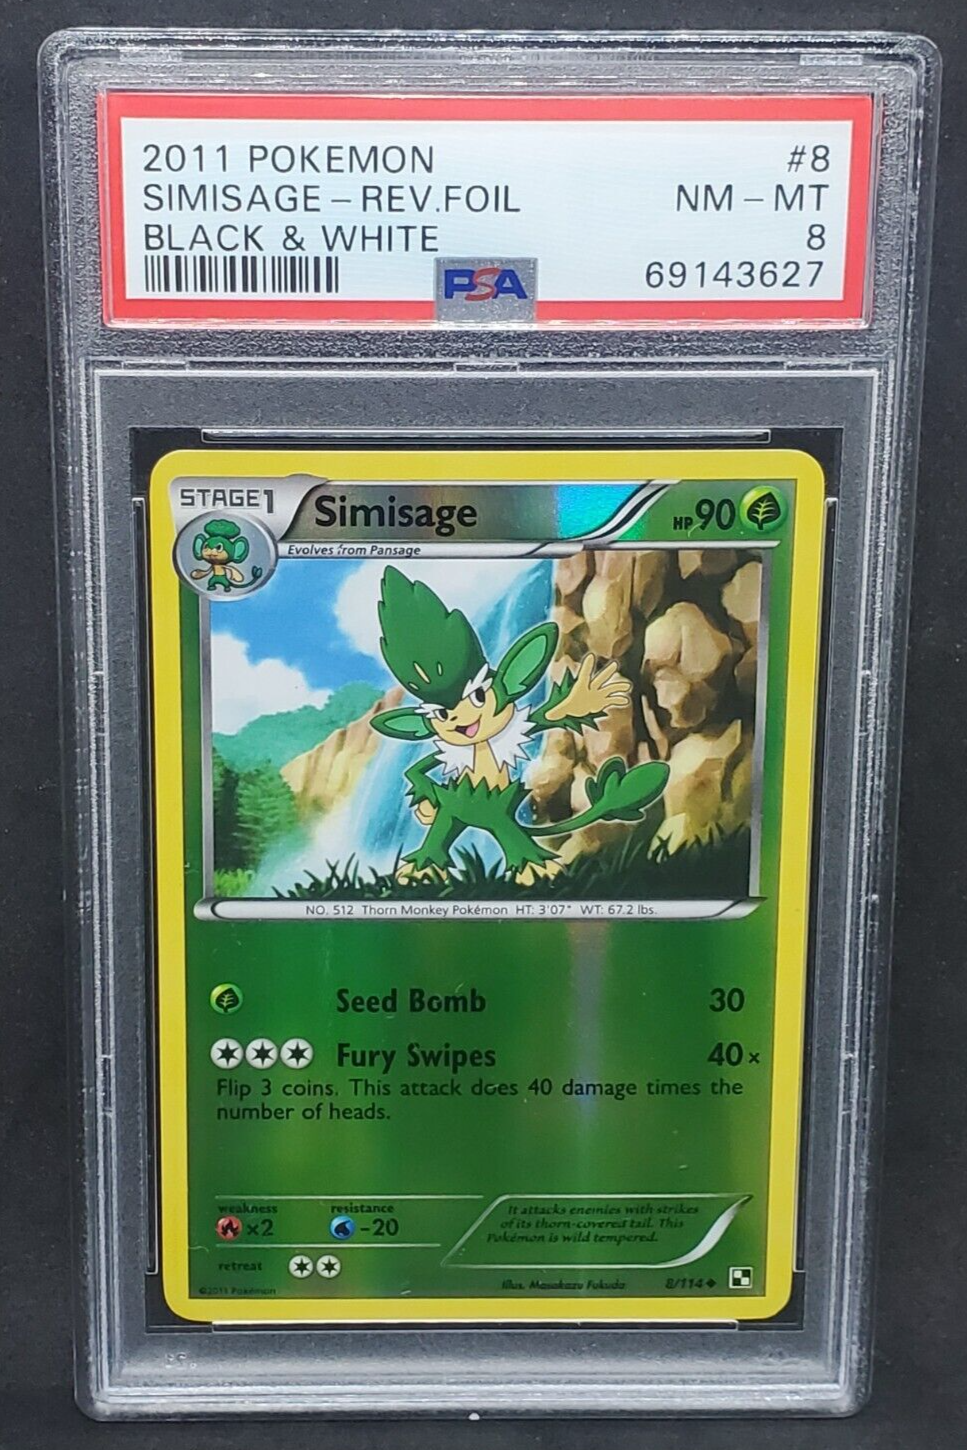 2011 POKEMON #8
SIMISAGE - REV.FOIL NM - MT
BLACK & WHITE 8
PSA 69143627
STAGE1 Simisage HP 90
Evolves from Pansage
NO. 512 Thorn Monkey Pokémon HT: 3'07" WT: 67.2 lbs.
Seed Bomb 30
Fury Swipes 40×
Flip 3 coins. This attack does 40 damage times the
number of heads.
weakness resistance
×2 -20
It attacks enemies with strikes
of its thorn-covered tail. This
Pokémon is wild tempered.
retreat
©2011 Pokémon Illus. Masakazu Fukuda 8/114